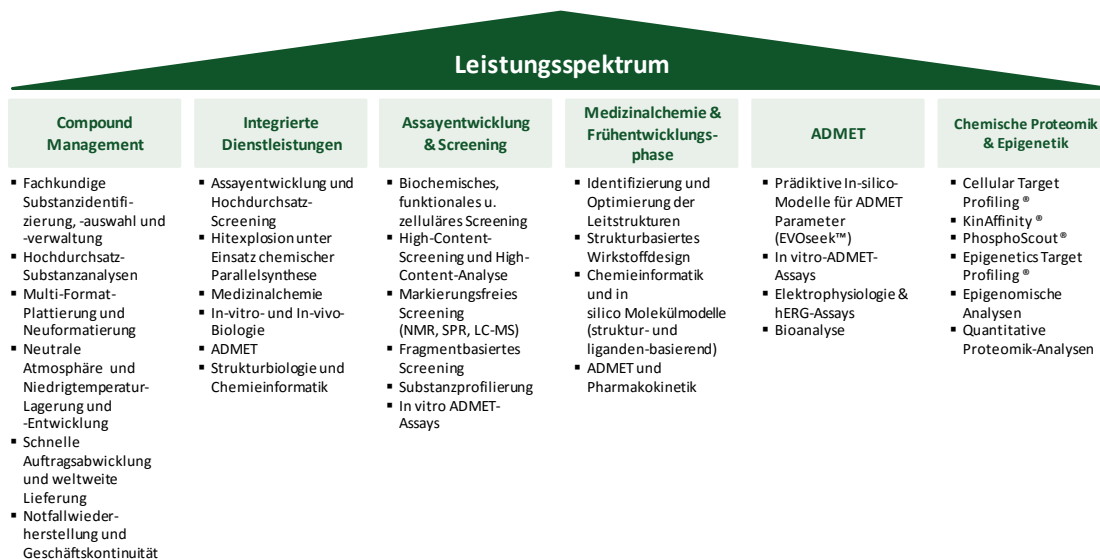 Leistungsspektrum
Compound
Management
▪ Fachkundige
Substanzidentifi-
zierung, -auswahl und
-verwaltung
▪ Hochdurchsatz-
Substanzanalysen
▪ Multi-Format-
Plattierung und
Neuformatierung
▪ Neutrale
Atmosphäre und
Niedrigtemperatur-
Lagerung und
-Entwicklung
▪ Schnelle
Auftragsabwicklung
und weltweite
Lieferung
▪ Notfallwieder-
herstellung und
Geschäftskontinuität
Integrierte
Dienstleistungen
▪ Assayentwicklung und
Hochdurchsatz-
Screening
▪ Hitexplosion unter
Einsatz chemischer
Parallelsynthese
▪ Medizinalchemie
▪ In-vitro- und In-vivo-
Biologie
▪ ADMET
▪ Strukturbiologie und
Chemieinformatik
Assayentwicklung
& Screening
▪ Biochemisches,
funktionales u.
zelluläres Screening
▪ High-Content-
Screening und High-
Content-Analyse
▪ Markierungsfreies
Screening
(NMR, SPR, LC-MS)
▪ Fragmentbasiertes
Screening
▪ Substanzprofilierung
▪ In vitro ADMET-
Assays
Medizinalchemie &
Frühentwicklungs-
phase
▪ Identifizierung und
Optimierung der
Leitstrukturen
▪ Strukturbasiertes
Wirkstoffdesign
▪ Chemieinformatik
und in
silico Molekülmodelle
(struktur- und
liganden-basierend)
▪ ADMET und
Pharmakokinetik
ADMET
▪ Prädiktive In-silico-
Modelle für ADMET
Parameter
(EVOseek™)
▪ In vitro-ADMET-
Assays
▪ Elektrophysiologie &
hERG-Assays
▪ Bioanalyse
Chemische Proteomik
& Epigenetik
▪ Cellular Target
Profiling ®
▪ KinAffinity ®
▪ PhosphoScout ®
▪ Epigenetics Target
Profiling ®
▪ Epigenomische
Analysen
▪ Quantitative
Proteomik-Analysen